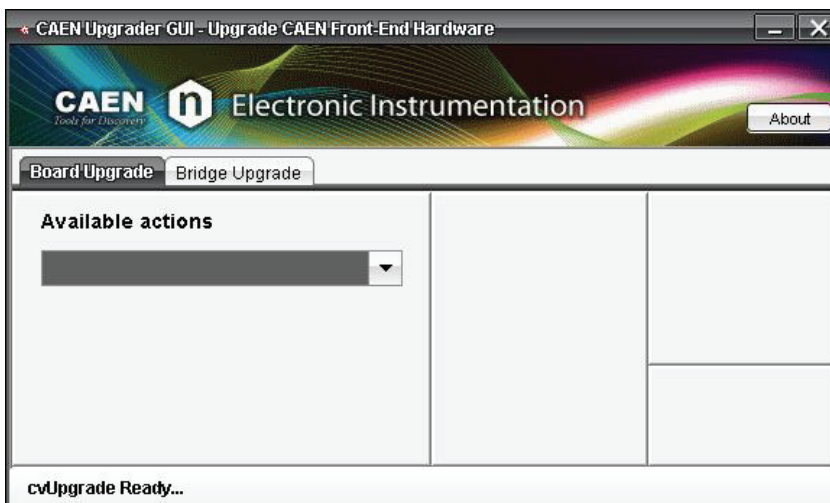 CAEN Upgrader GUI - Upgrade CAEN Front-End Hardware
CAEN n Electronic Instrumentation
Tools for Discovery
About
Board Upgrade Bridge Upgrade
Available actions
cvUpgrade Ready...